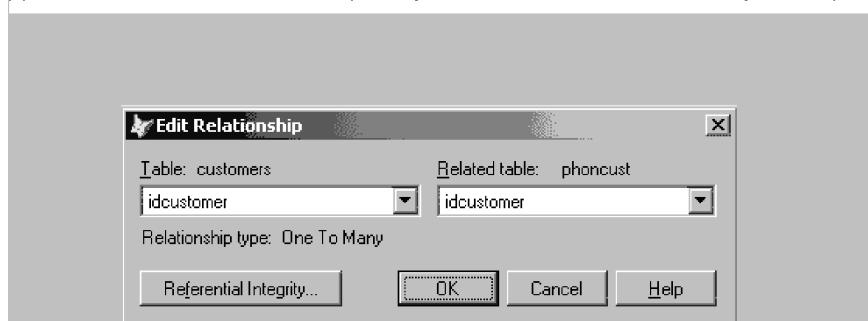 Edit Relationship
Table: customers
Related table: phoncust
idcustomer
idcustomer
Relationship type: One To Many
Referential Integrity...
OK
Cancel
Help